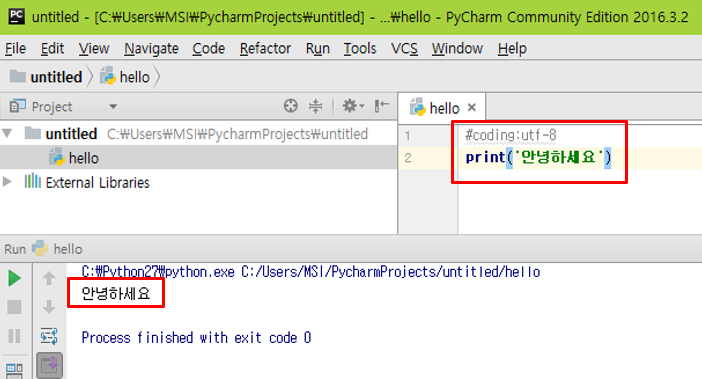 PC untitled - [C:₩Users₩MSI₩PycharmProjects₩untitled] - ...₩hello - PyCharm Community Edition 2016.3.2
File Edit View Navigate Code Refactor Run Tools VCS Window Help
untitled hello
Project
hello
untitled C:₩Users₩MSI₩PycharmProjects₩untitled
hello
External Libraries
1 #coding:utf-8
2 print('안녕하세요')
Run hello
C:₩Python27₩python.exe C:/Users/MSI/PycharmProjects/untitled/hello
안녕하세요
Process finished with exit code 0